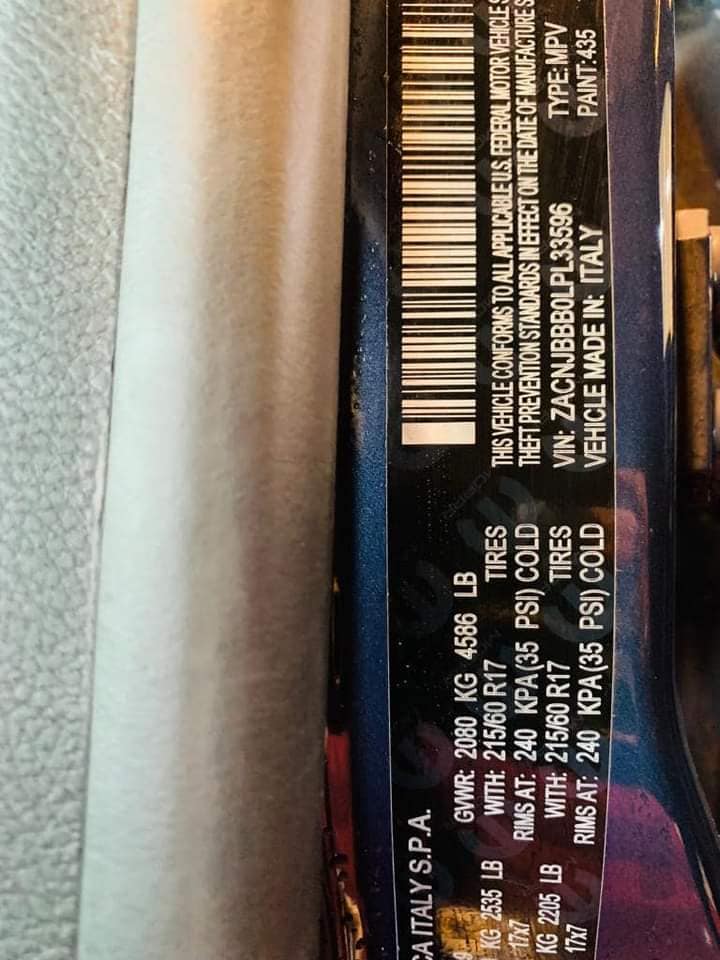 CA ITALY S.P.A.
9
GVWR: 2080 KG 4586 LB
KG 2535 LB WITH: 215/60 R17 TIRES
17x7 RIMS AT: 240 KPA(35 PSI) COLD
KG 2205 LB WITH: 215/60 R17 TIRES
17x7 RIMS AT: 240 KPA(35 PSI) COLD
THIS VEHICLE CONFORMS TO ALL APPLICABLE U.S. FEDERAL MOTOR VEHICLE S
THEFT PREVENTION STANDARDS IN EFFECT ON THE DATE OF MANUFACTURE S
VIN: ZACNJBBB0LPL33596 TYPE:MPV
VEHICLE MADE IN: ITALY PAINT:435